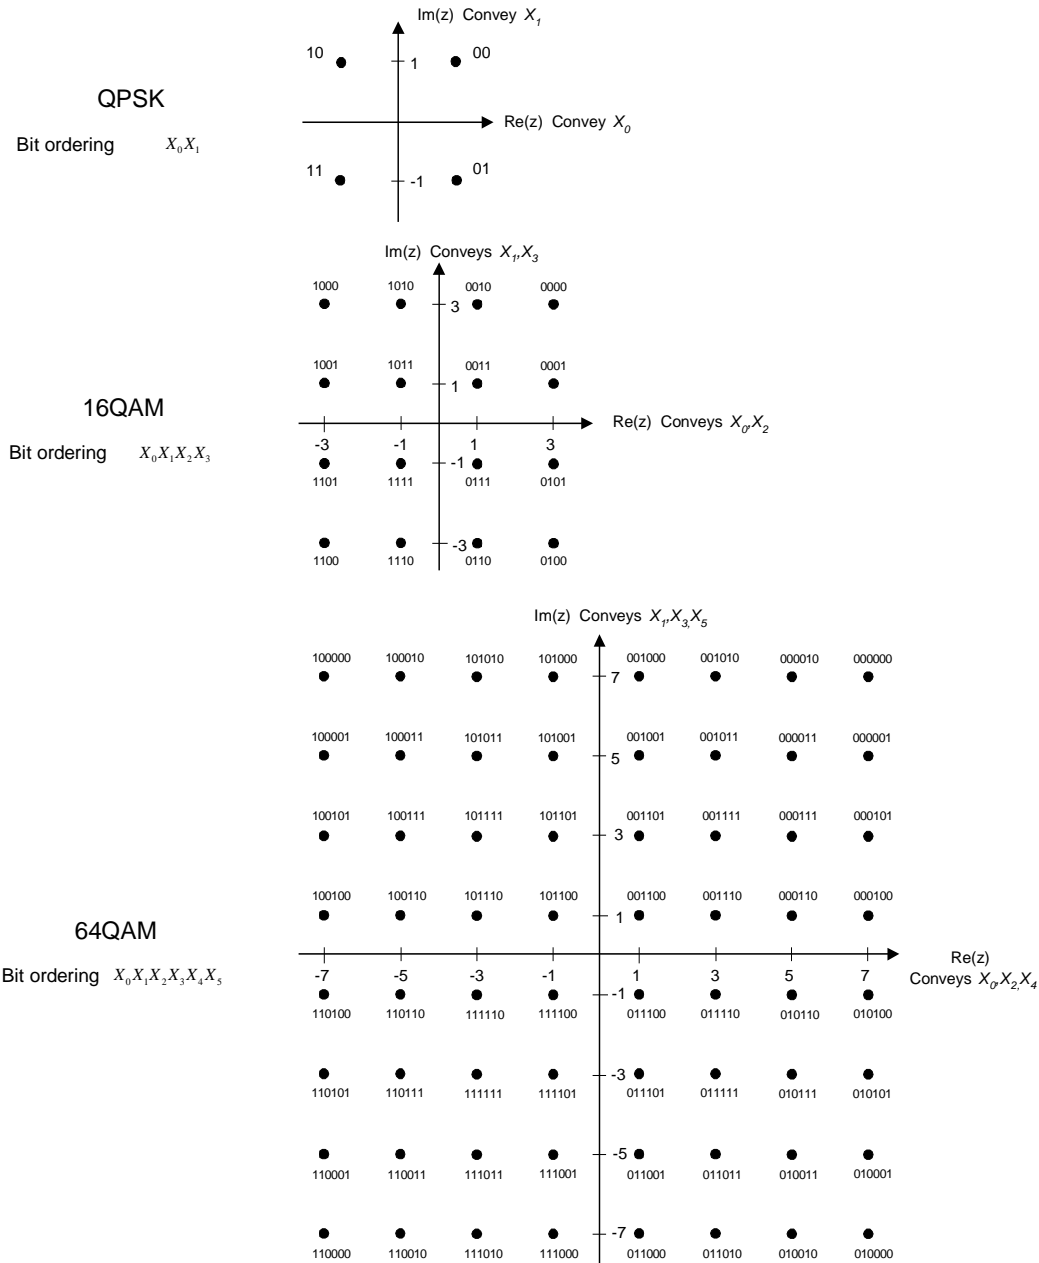 Im(z) Convey X₁
10 00
1
QPSK
Re(z) Convey X₀
Bit ordering X₀X₁
11 01
-1
Im(z) Conveys X₁,X₃
1000 1010 0010 0000
3
1001 1011 0011 0001
1
16QAM
Re(z) Conveys X₀,X₂
Bit ordering X₀X₁X₂X₃
-3 -1 1 3
-1
1101 1111 0111 0101
-3
1100 1110 0110 0100
Im(z) Conveys X₁,X₃,X₅
100000 100010 101010 101000 001000 001010 000010 000000
7
100001 100011 101011 101001 001001 001011 000011 000001
5
100101 100111 101111 101101 001101 001111 000111 000101
3
100100 100110 101110 101100 001100 001110 000110 000100
1
64QAM
Re(z)
Bit ordering X₀X₁X₂X₃X₄X₅
-7 -5 -3 -1 1 3 5 7
Conveys X₀,X₂,X₄
-1
110100 110110 111110 111100 011100 011110 010110 010100
-3
110101 110111 111111 111101 011101 011111 010111 010101
-5
110001 110011 111011 111001 011001 011011 010011 010001
-7
110000 110010 111010 111000 011000 011010 010010 010000